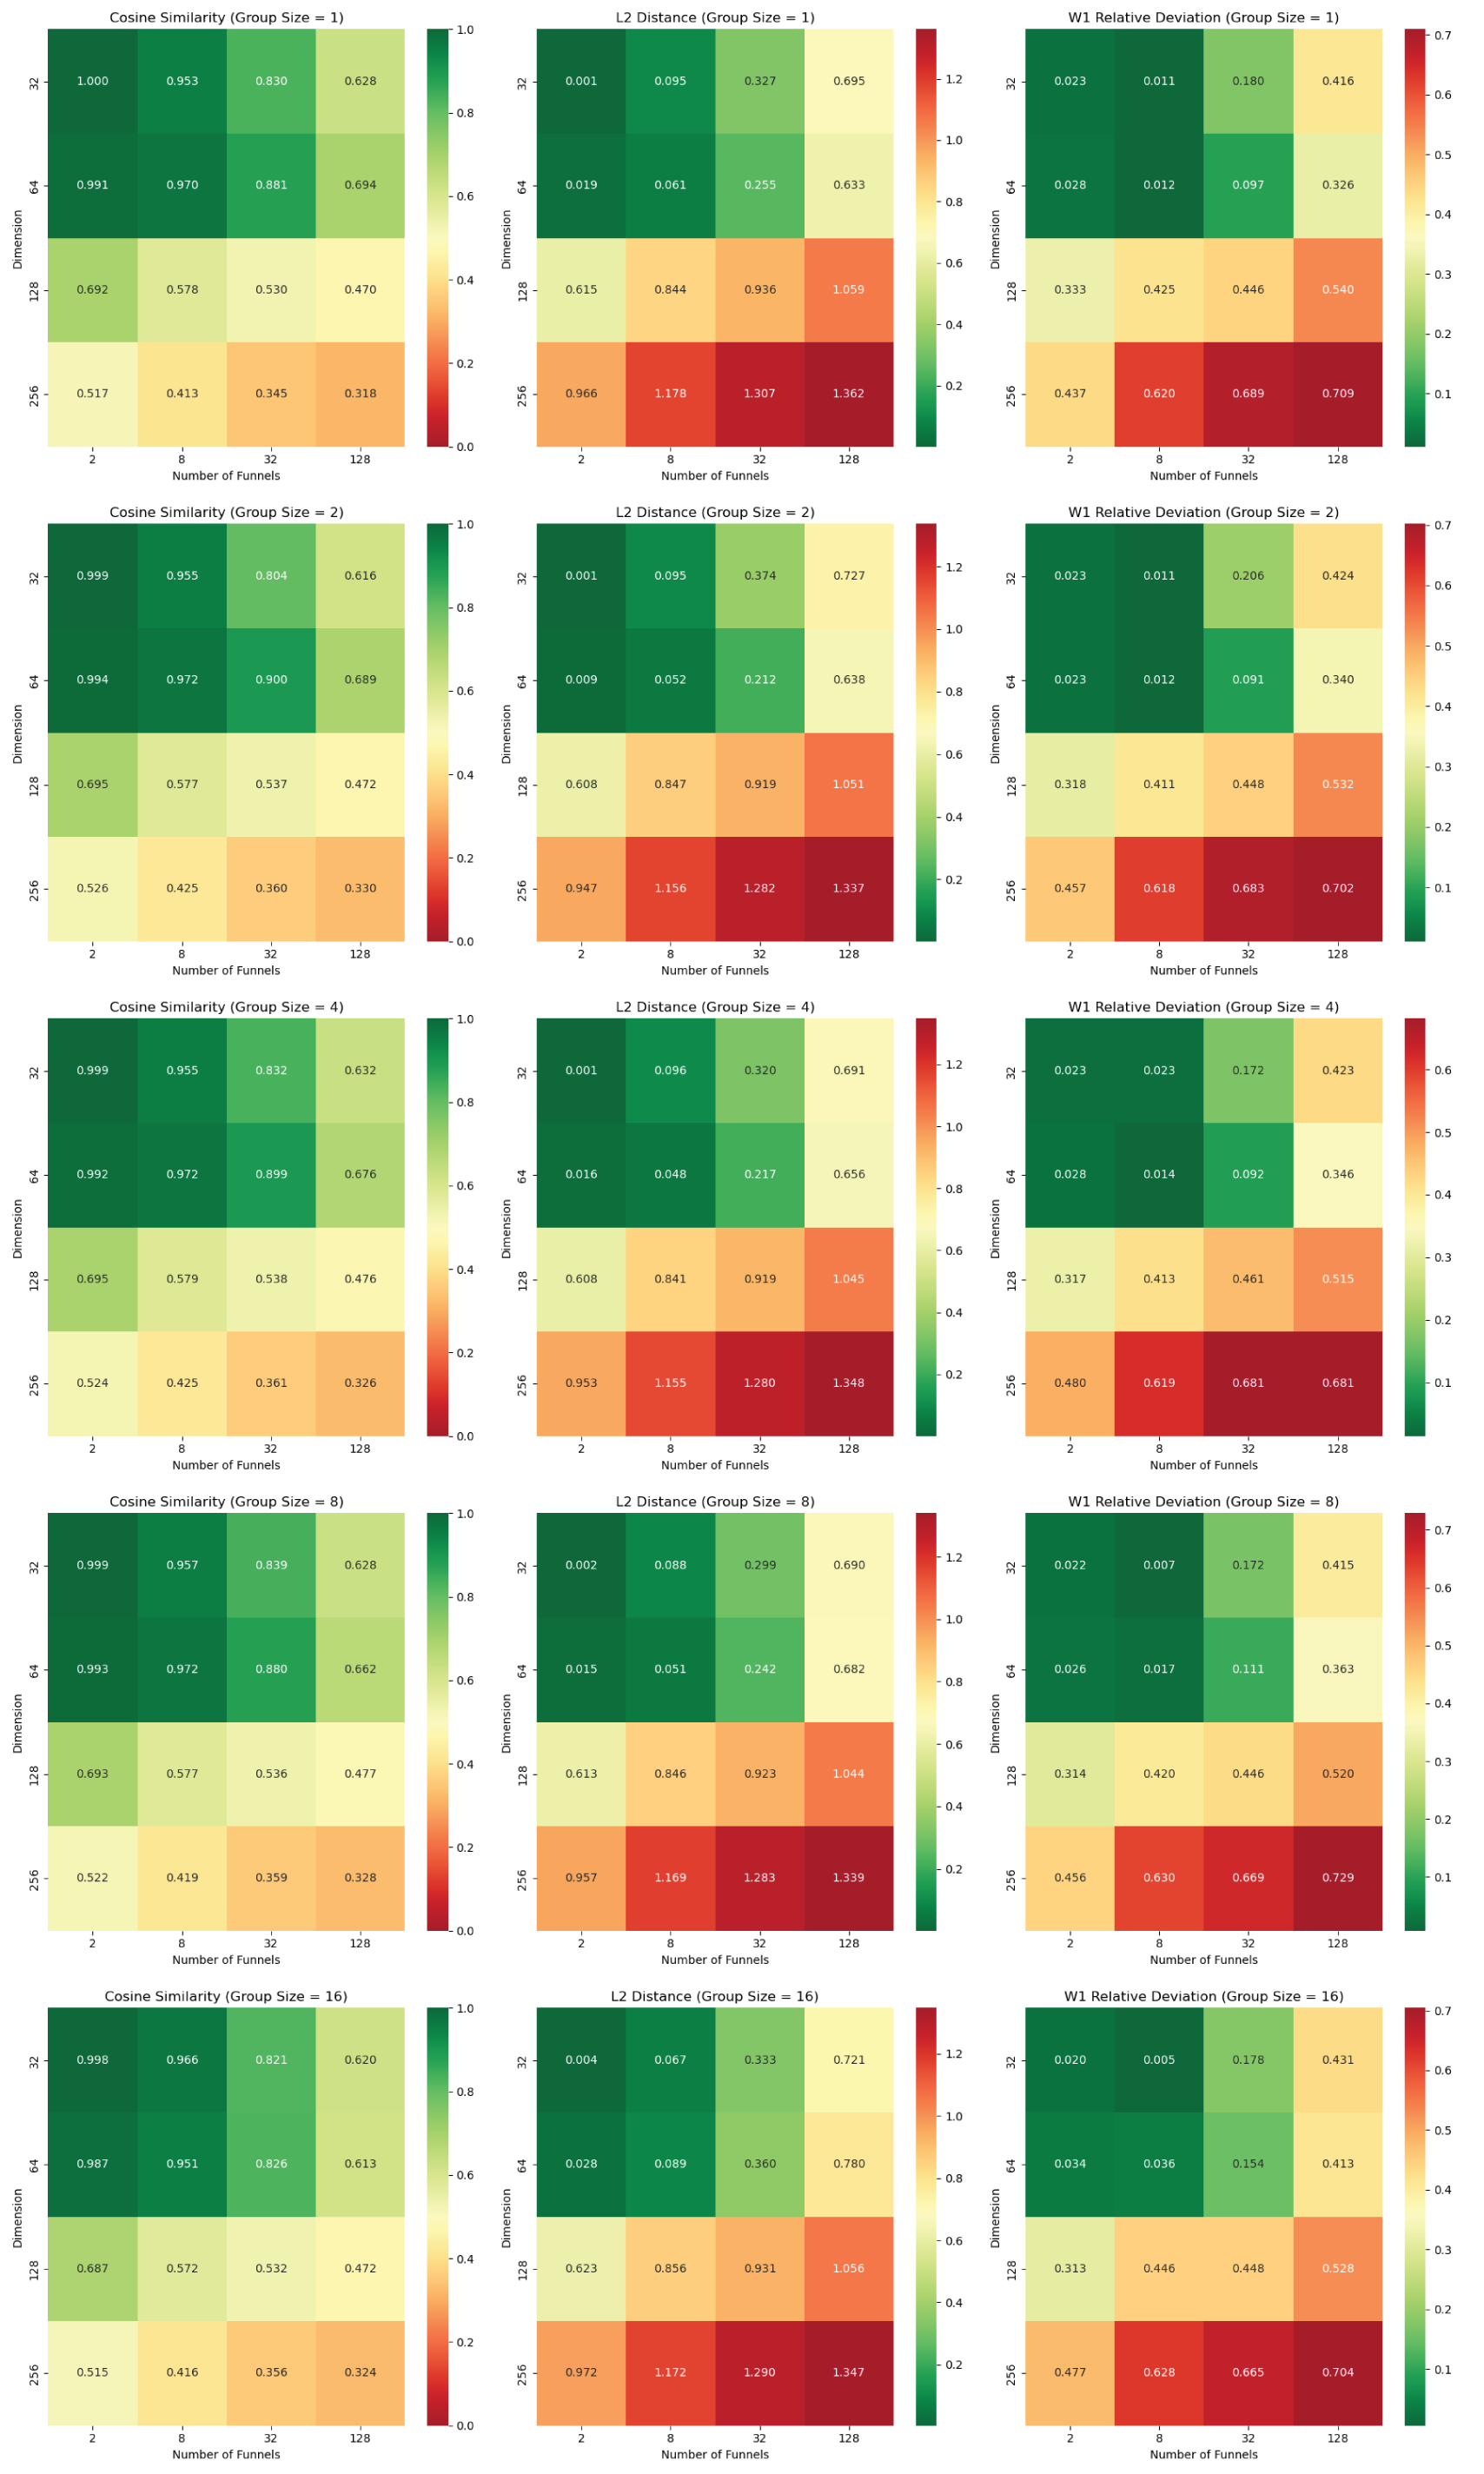 Cosine Similarity (Group Size = 1)
Dimension
32 1.000 0.953 0.830 0.628
64 0.991 0.970 0.881 0.694
128 0.692 0.578 0.530 0.470
256 0.517 0.413 0.345 0.318
2 8 32 128
Number of Funnels
1.0
0.8
0.6
0.4
0.2
0.0
L2 Distance (Group Size = 1)
Dimension
32 0.001 0.095 0.327 0.695
64 0.019 0.061 0.255 0.633
128 0.615 0.844 0.936 1.059
256 0.966 1.178 1.307 1.362
2 8 32 128
Number of Funnels
1.2
1.0
0.8
0.6
0.4
0.2
W1 Relative Deviation (Group Size = 1)
Dimension
32 0.023 0.011 0.180 0.416
64 0.028 0.012 0.097 0.326
128 0.333 0.425 0.446 0.540
256 0.437 0.620 0.689 0.709
2 8 32 128
Number of Funnels
0.7
0.6
0.5
0.4
0.3
0.2
0.1
Cosine Similarity (Group Size = 2)
Dimension
32 0.999 0.955 0.804 0.616
64 0.994 0.972 0.900 0.689
128 0.695 0.577 0.537 0.472
256 0.526 0.425 0.360 0.330
2 8 32 128
Number of Funnels
1.0
0.8
0.6
0.4
0.2
0.0
L2 Distance (Group Size = 2)
Dimension
32 0.001 0.095 0.374 0.727
64 0.009 0.052 0.212 0.638
128 0.608 0.847 0.919 1.051
256 0.947 1.156 1.282 1.337
2 8 32 128
Number of Funnels
1.2
1.0
0.8
0.6
0.4
0.2
W1 Relative Deviation (Group Size = 2)
Dimension
32 0.023 0.011 0.206 0.424
64 0.023 0.012 0.091 0.340
128 0.318 0.411 0.448 0.532
256 0.457 0.618 0.683 0.702
2 8 32 128
Number of Funnels
0.7
0.6
0.5
0.4
0.3
0.2
0.1
Cosine Similarity (Group Size = 4)
Dimension
32 0.999 0.955 0.832 0.632
64 0.992 0.972 0.899 0.676
128 0.695 0.579 0.538 0.476
256 0.524 0.425 0.361 0.326
2 8 32 128
Number of Funnels
1.0
0.8
0.6
0.4
0.2
0.0
L2 Distance (Group Size = 4)
Dimension
32 0.001 0.096 0.320 0.691
64 0.016 0.048 0.217 0.656
128 0.608 0.841 0.919 1.045
256 0.953 1.155 1.280 1.348
2 8 32 128
Number of Funnels
1.2
1.0
0.8
0.6
0.4
0.2
W1 Relative Deviation (Group Size = 4)
Dimension
32 0.023 0.023 0.172 0.423
64 0.028 0.014 0.092 0.346
128 0.317 0.413 0.461 0.515
256 0.480 0.619 0.681 0.681
2 8 32 128
Number of Funnels
0.6
0.5
0.4
0.3
0.2
0.1
Cosine Similarity (Group Size = 8)
Dimension
32 0.999 0.957 0.839 0.628
64 0.993 0.972 0.880 0.662
128 0.693 0.577 0.536 0.477
256 0.522 0.419 0.359 0.328
2 8 32 128
Number of Funnels
1.0
0.8
0.6
0.4
0.2
0.0
L2 Distance (Group Size = 8)
Dimension
32 0.002 0.088 0.299 0.690
64 0.015 0.051 0.242 0.682
128 0.613 0.846 0.923 1.044
256 0.957 1.169 1.283 1.339
2 8 32 128
Number of Funnels
1.2
1.0
0.8
0.6
0.4
0.2
W1 Relative Deviation (Group Size = 8)
Dimension
32 0.022 0.007 0.172 0.415
64 0.026 0.017 0.111 0.363
128 0.314 0.420 0.446 0.520
256 0.456 0.630 0.669 0.729
2 8 32 128
Number of Funnels
0.7
0.6
0.5
0.4
0.3
0.2
0.1
Cosine Similarity (Group Size = 16)
Dimension
32 0.998 0.966 0.821 0.620
64 0.987 0.951 0.826 0.613
128 0.687 0.572 0.532 0.472
256 0.515 0.416 0.356 0.324
2 8 32 128
Number of Funnels
1.0
0.8
0.6
0.4
0.2
0.0
L2 Distance (Group Size = 16)
Dimension
32 0.004 0.067 0.333 0.721
64 0.028 0.089 0.360 0.780
128 0.623 0.856 0.931 1.056
256 0.972 1.172 1.290 1.347
2 8 32 128
Number of Funnels
1.2
1.0
0.8
0.6
0.4
0.2
W1 Relative Deviation (Group Size = 16)
Dimension
32 0.020 0.005 0.178 0.431
64 0.034 0.036 0.154 0.413
128 0.313 0.446 0.448 0.528
256 0.477 0.628 0.665 0.704
2 8 32 128
Number of Funnels
0.7
0.6
0.5
0.4
0.3
0.2
0.1